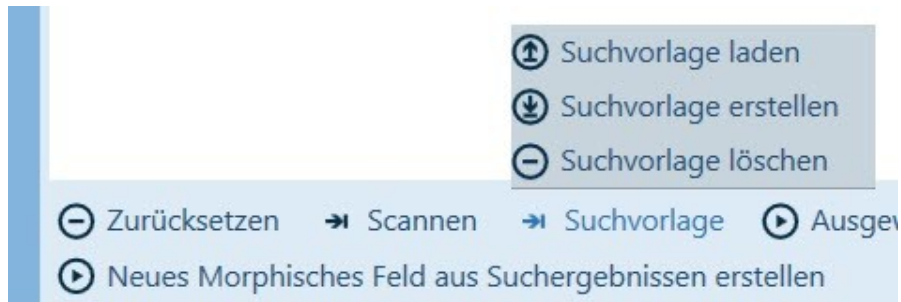 Suchvorlage laden
Suchvorlage erstellen
Suchvorlage löschen
Zurücksetzen Scannen Suchvorlage
Neues Morphisches Feld aus Suchergebnissen erstellen